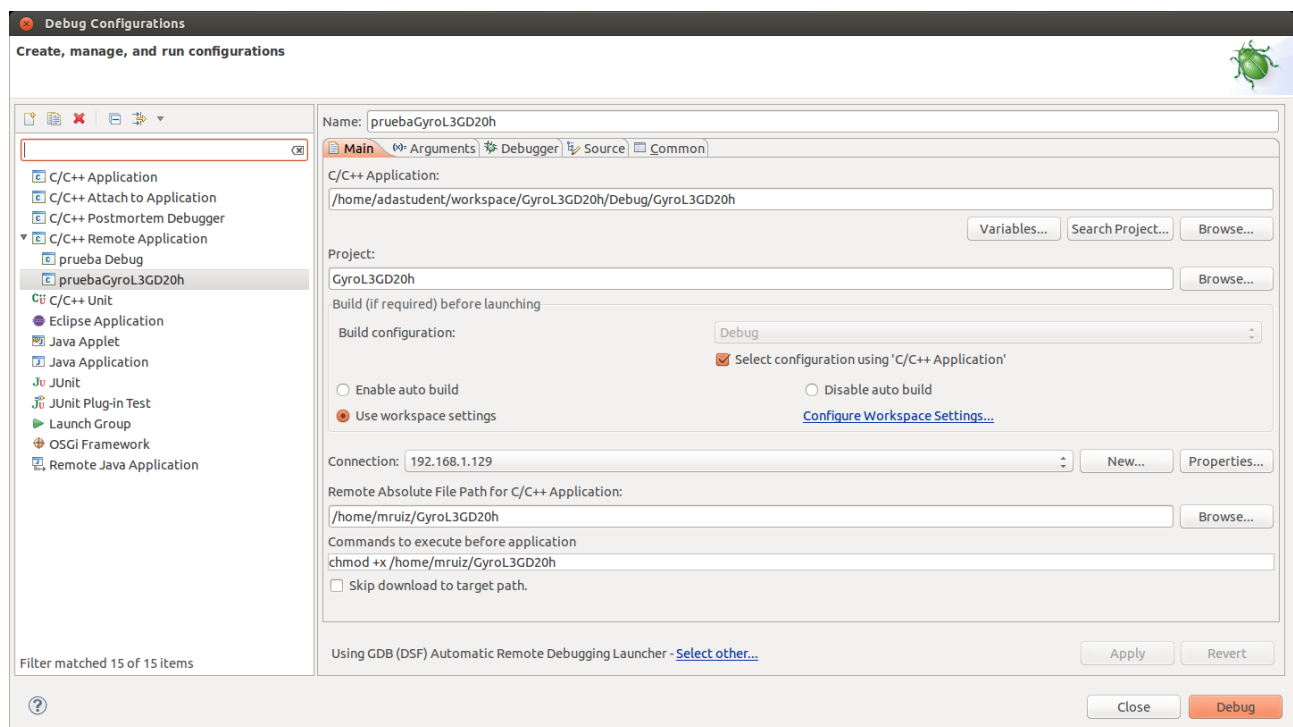 Debug Configurations
Create, manage, and run configurations
C/C++ Application
C/C++ Attach to Application
C/C++ Postmortem Debugger
C/C++ Remote Application
prueba Debug
pruebaGyroL3GD20h
C/C++ Unit
Eclipse Application
Java Applet
Java Application
JUnit
JUnit Plug-in Test
Launch Group
OSGi Framework
Remote Java Application
Filter matched 15 of 15 items
Name: pruebaGyroL3GD20h
Main Arguments Debugger Source Common
C/C++ Application:
/home/adastudent/workspace/GyroL3GD20h/Debug/GyroL3GD20h
Variables... Search Project... Browse...
Project:
GyroL3GD20h Browse...
Build (if required) before launching
Build configuration: Debug
Select configuration using 'C/C++ Application'
Enable auto build Disable auto build
Use workspace settings Configure Workspace Settings...
Connection: 192.168.1.129 New... Properties...
Remote Absolute File Path for C/C++ Application:
/home/mruiz/GyroL3GD20h Browse...
Commands to execute before application
chmod +x /home/mruiz/GyroL3GD20h
Skip download to target path.
Using GDB (DSF) Automatic Remote Debugging Launcher - Select other... Apply Revert
Close Debug